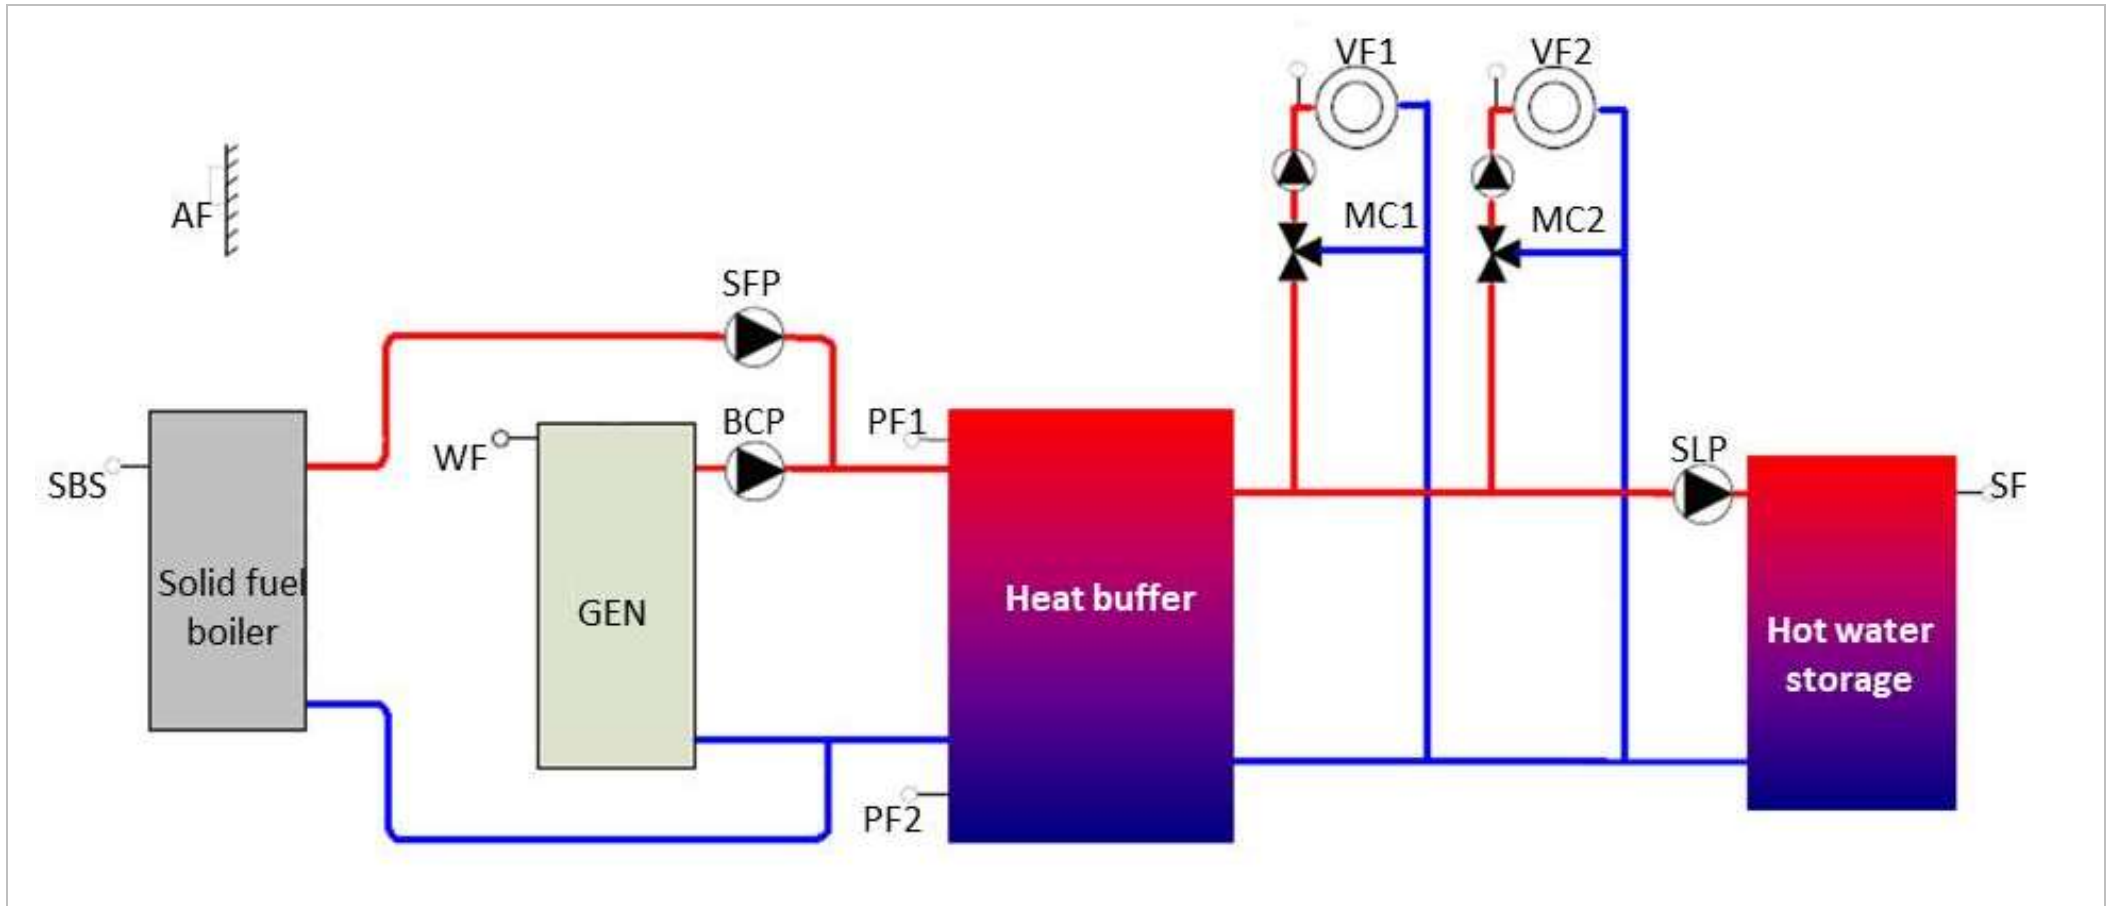 VF1
VF2
AF
MC1
MC2
SFP
BCP
PF1
WF
SLP
SBS
SF
Solid fuel
boiler
GEN
Heat buffer
Hot water
storage
PF2